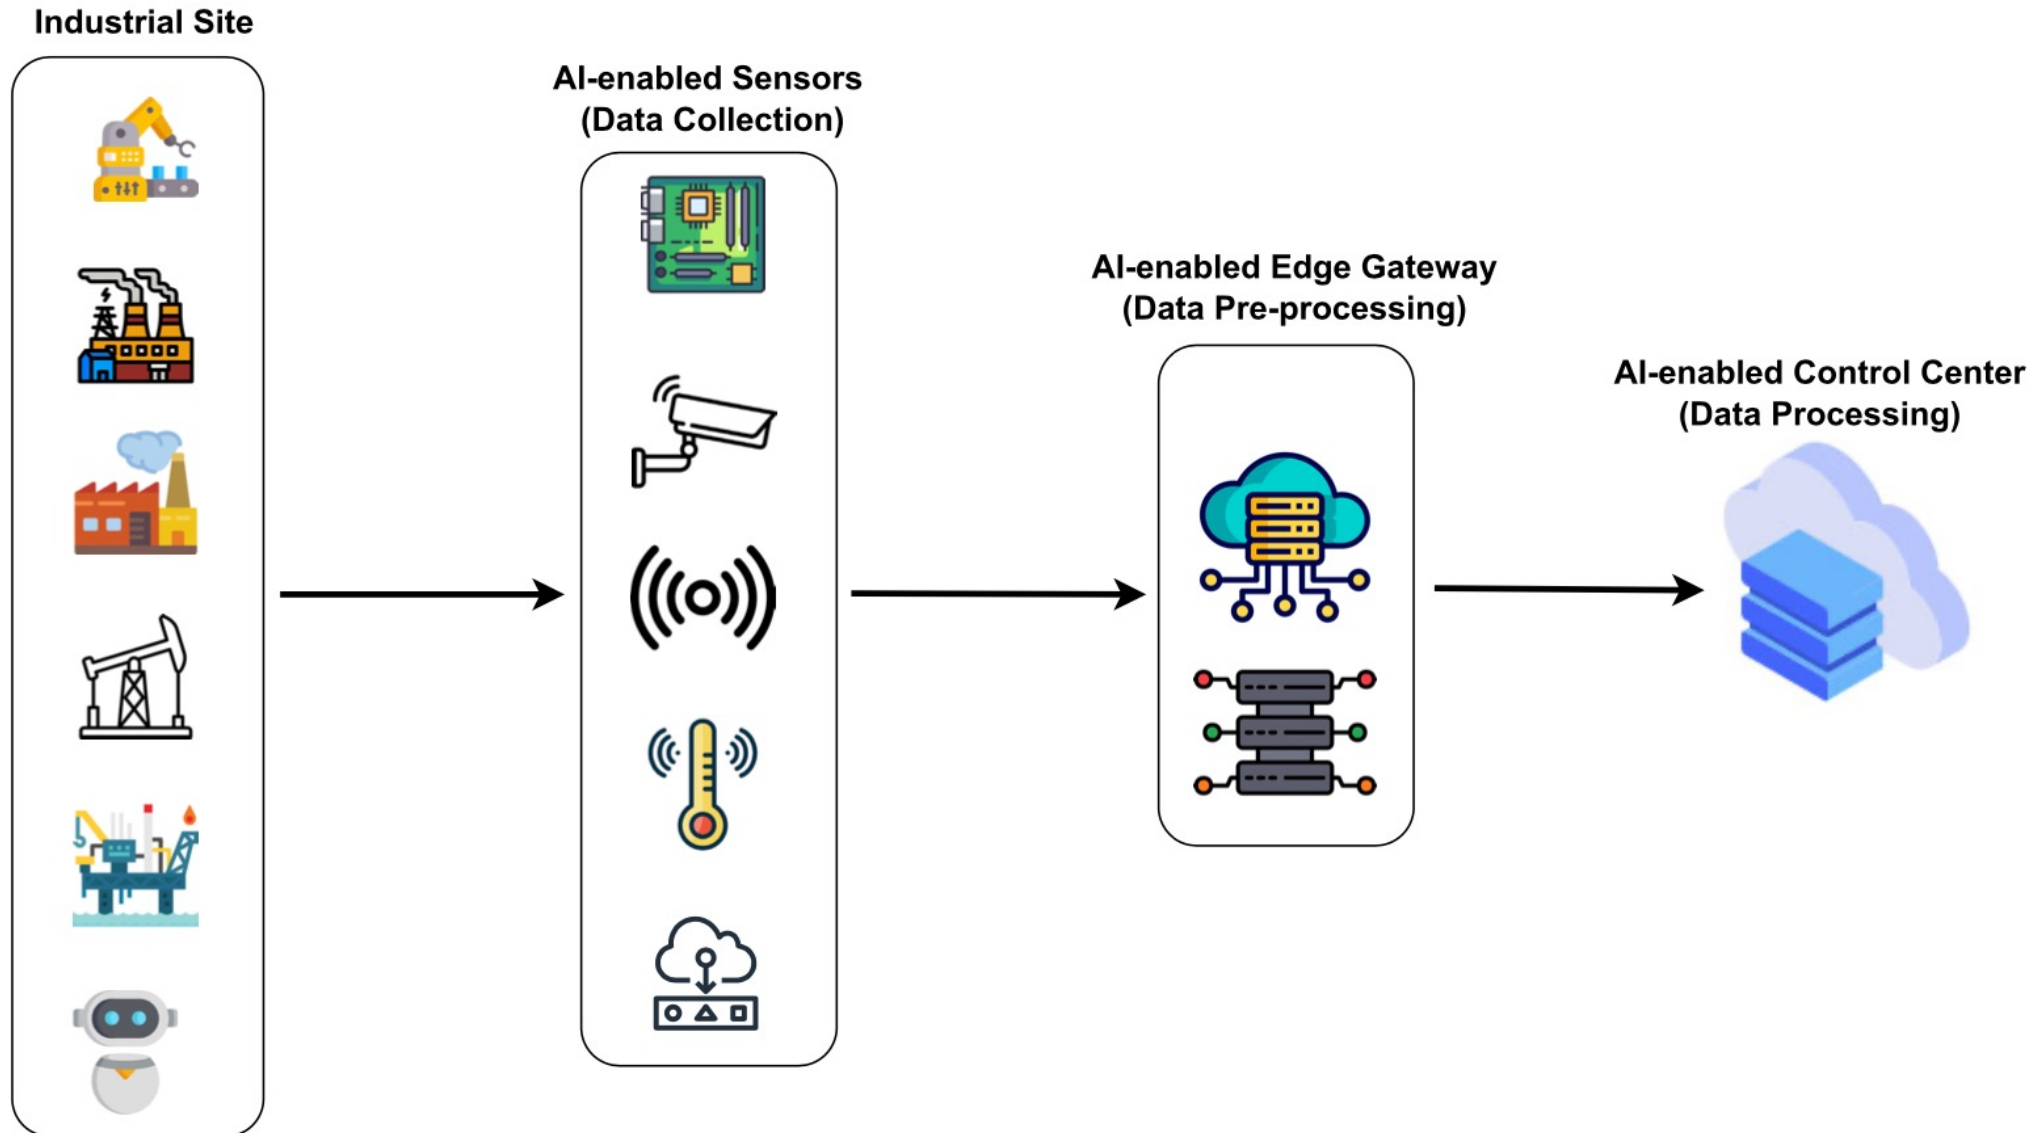 Industrial Site
AI-enabled Sensors
(Data Collection)
AI-enabled Edge Gateway
(Data Pre-processing)
AI-enabled Control Center
(Data Processing)